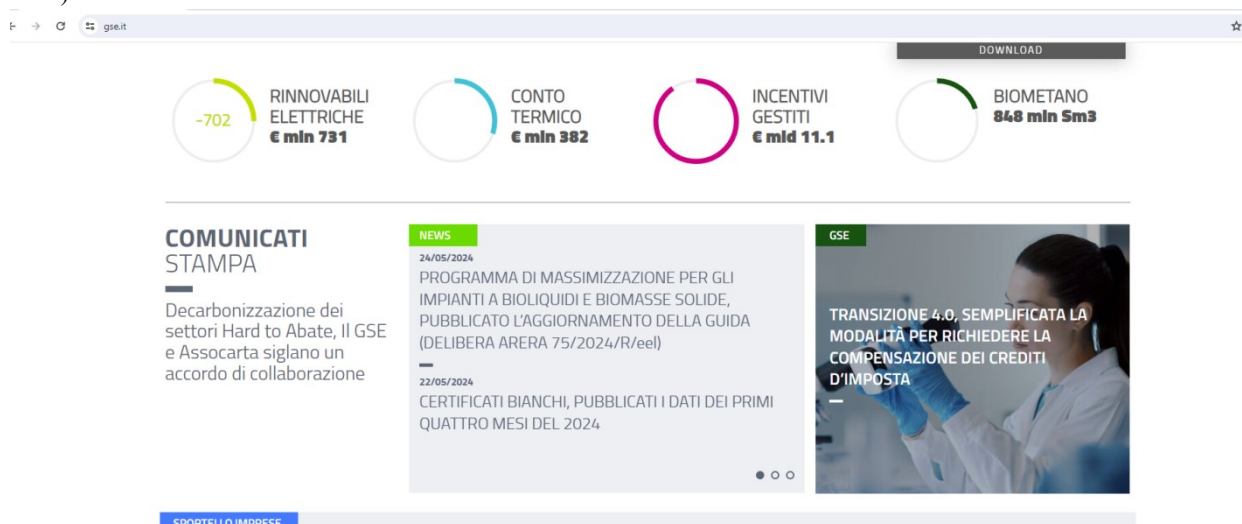 gse.it
DOWNLOAD
-702
RINNOVABILI
ELETTRICHE
€ mln 731
CONTO
TERMICO
€ mln 382
INCENTIVI
GESTITI
€ mld 11.1
BIOMETANO
848 mln Sm3
COMUNICATI
STAMPA
Decarbonizzazione dei
settori Hard to Abate, Il GSE
e Assocarta siglano un
accordo di collaborazione
NEWS
24/05/2024
PROGRAMMA DI MASSIMIZZAZIONE PER GLI
IMPIANTI A BIOLIQUIDI E BIOMASSE SOLIDE,
PUBBLICATO L'AGGIORNAMENTO DELLA GUIDA
(DELIBERA ARERA 75/2024/R/eel)
22/05/2024
CERTIFICATI BIANCHI, PUBBLICATI I DATI DEI PRIMI
QUATTRO MESI DEL 2024
GSE
TRANSIZIONE 4.0, SEMPLIFICATA LA
MODALITÀ PER RICHIEDERE LA
COMPENSAZIONE DEI CREDITI
D'IMPOSTA
SPORTELLO IMPRESE